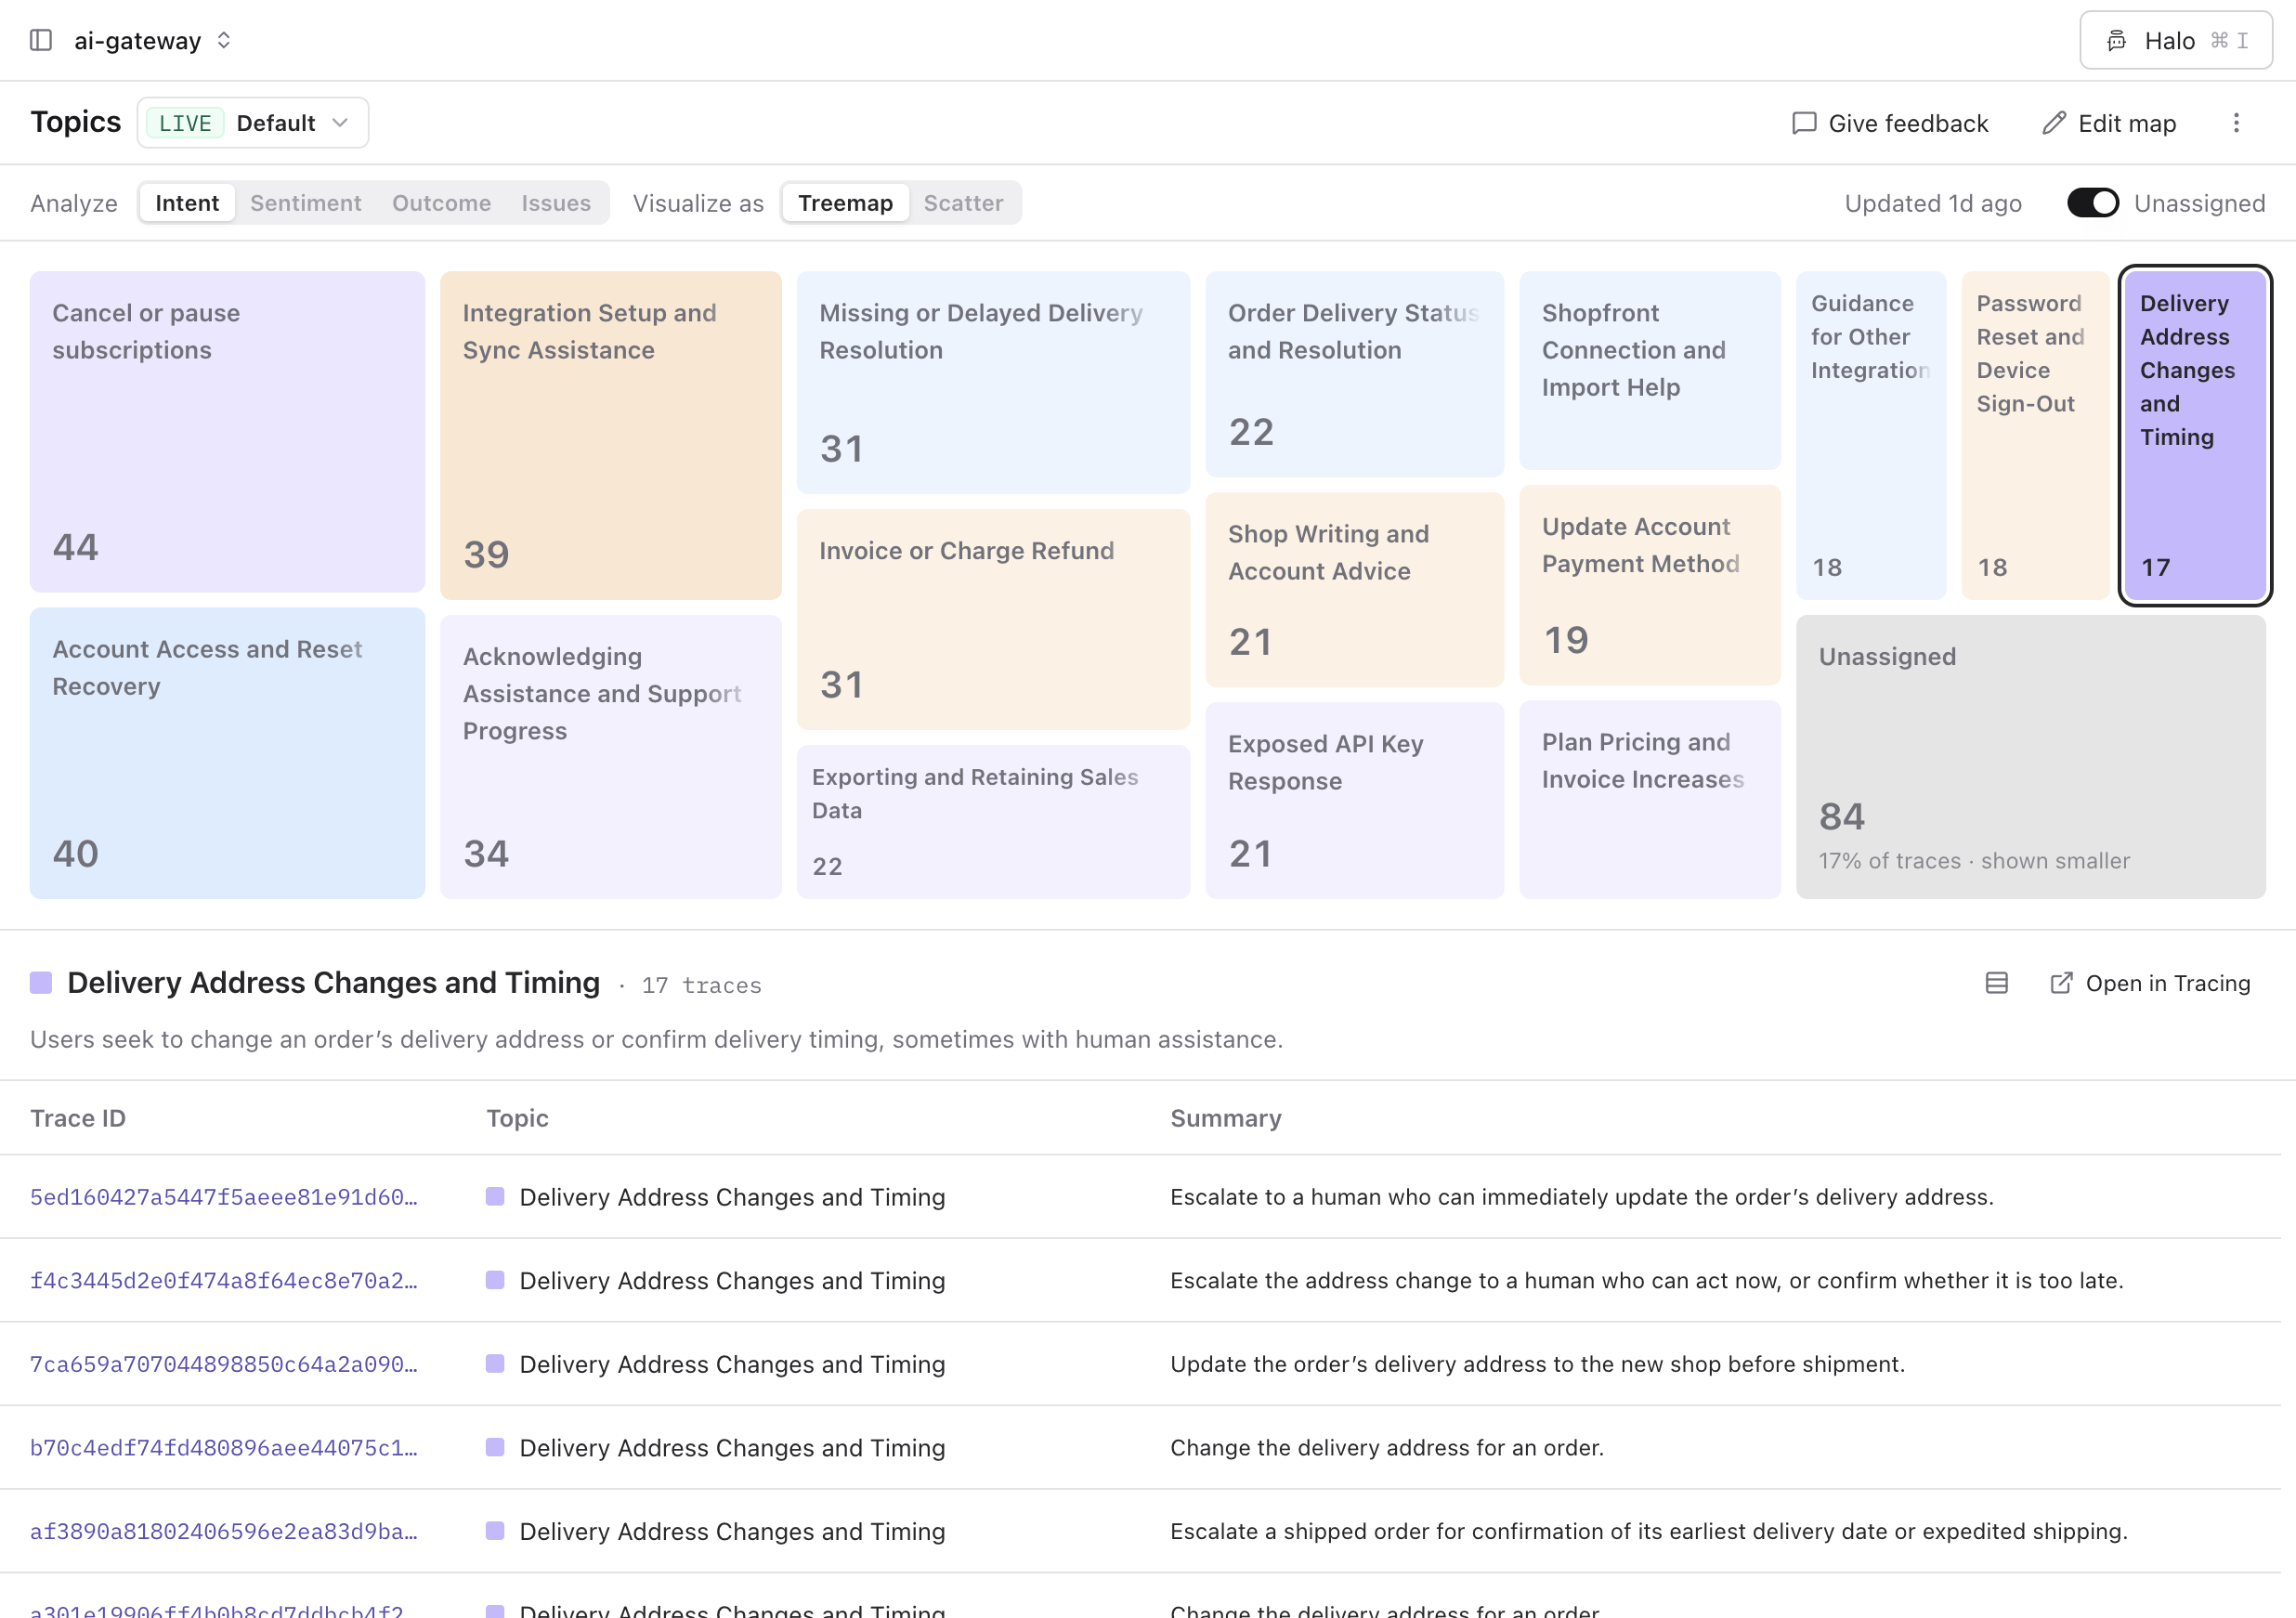 ai-gateway
Halo ⌘ I
Topics
LIVE Default
Give feedback
Edit map
Analyze
Intent
Sentiment
Outcome
Issues
Visualize as
Treemap
Scatter
Updated 1d ago
Unassigned
Cancel or pause
subscriptions
44
Account Access and Reset
Recovery
40
Integration Setup and
Sync Assistance
39
Acknowledging
Assistance and Support
Progress
34
Missing or Delayed Delivery
Resolution
31
Invoice or Charge Refund
31
Exporting and Retaining Sales
Data
22
Order Delivery Status
and Resolution
22
Shop Writing and
Account Advice
21
Exposed API Key
Response
21
Shopfront
Connection and
Import Help
Update Account
Payment Method
19
Plan Pricing and
Invoice Increases
Guidance
for Other
Integration
18
Password
Reset and
Device
Sign-Out
18
Delivery
Address
Changes
and
Timing
17
Unassigned
84
17% of traces · shown smaller
Delivery Address Changes and Timing · 17 traces
Open in Tracing
Users seek to change an order’s delivery address or confirm delivery timing, sometimes with human assistance.
Trace ID Topic Summary
5ed160427a5447f5aeee81e91d60… Delivery Address Changes and Timing Escalate to a human who can immediately update the order’s delivery address.
f4c3445d2e0f474a8f64ec8e70a2… Delivery Address Changes and Timing Escalate the address change to a human who can act now, or confirm whether it is too late.
7ca659a707044898850c64a2a090… Delivery Address Changes and Timing Update the order’s delivery address to the new shop before shipment.
b70c4edf74fd480896aee44075c1… Delivery Address Changes and Timing Change the delivery address for an order.
af3890a81802406596e2ea83d9ba… Delivery Address Changes and Timing Escalate a shipped order for confirmation of its earliest delivery date or expedited shipping.
Delivery Address Changes and Timing Change the delivery address for an order.